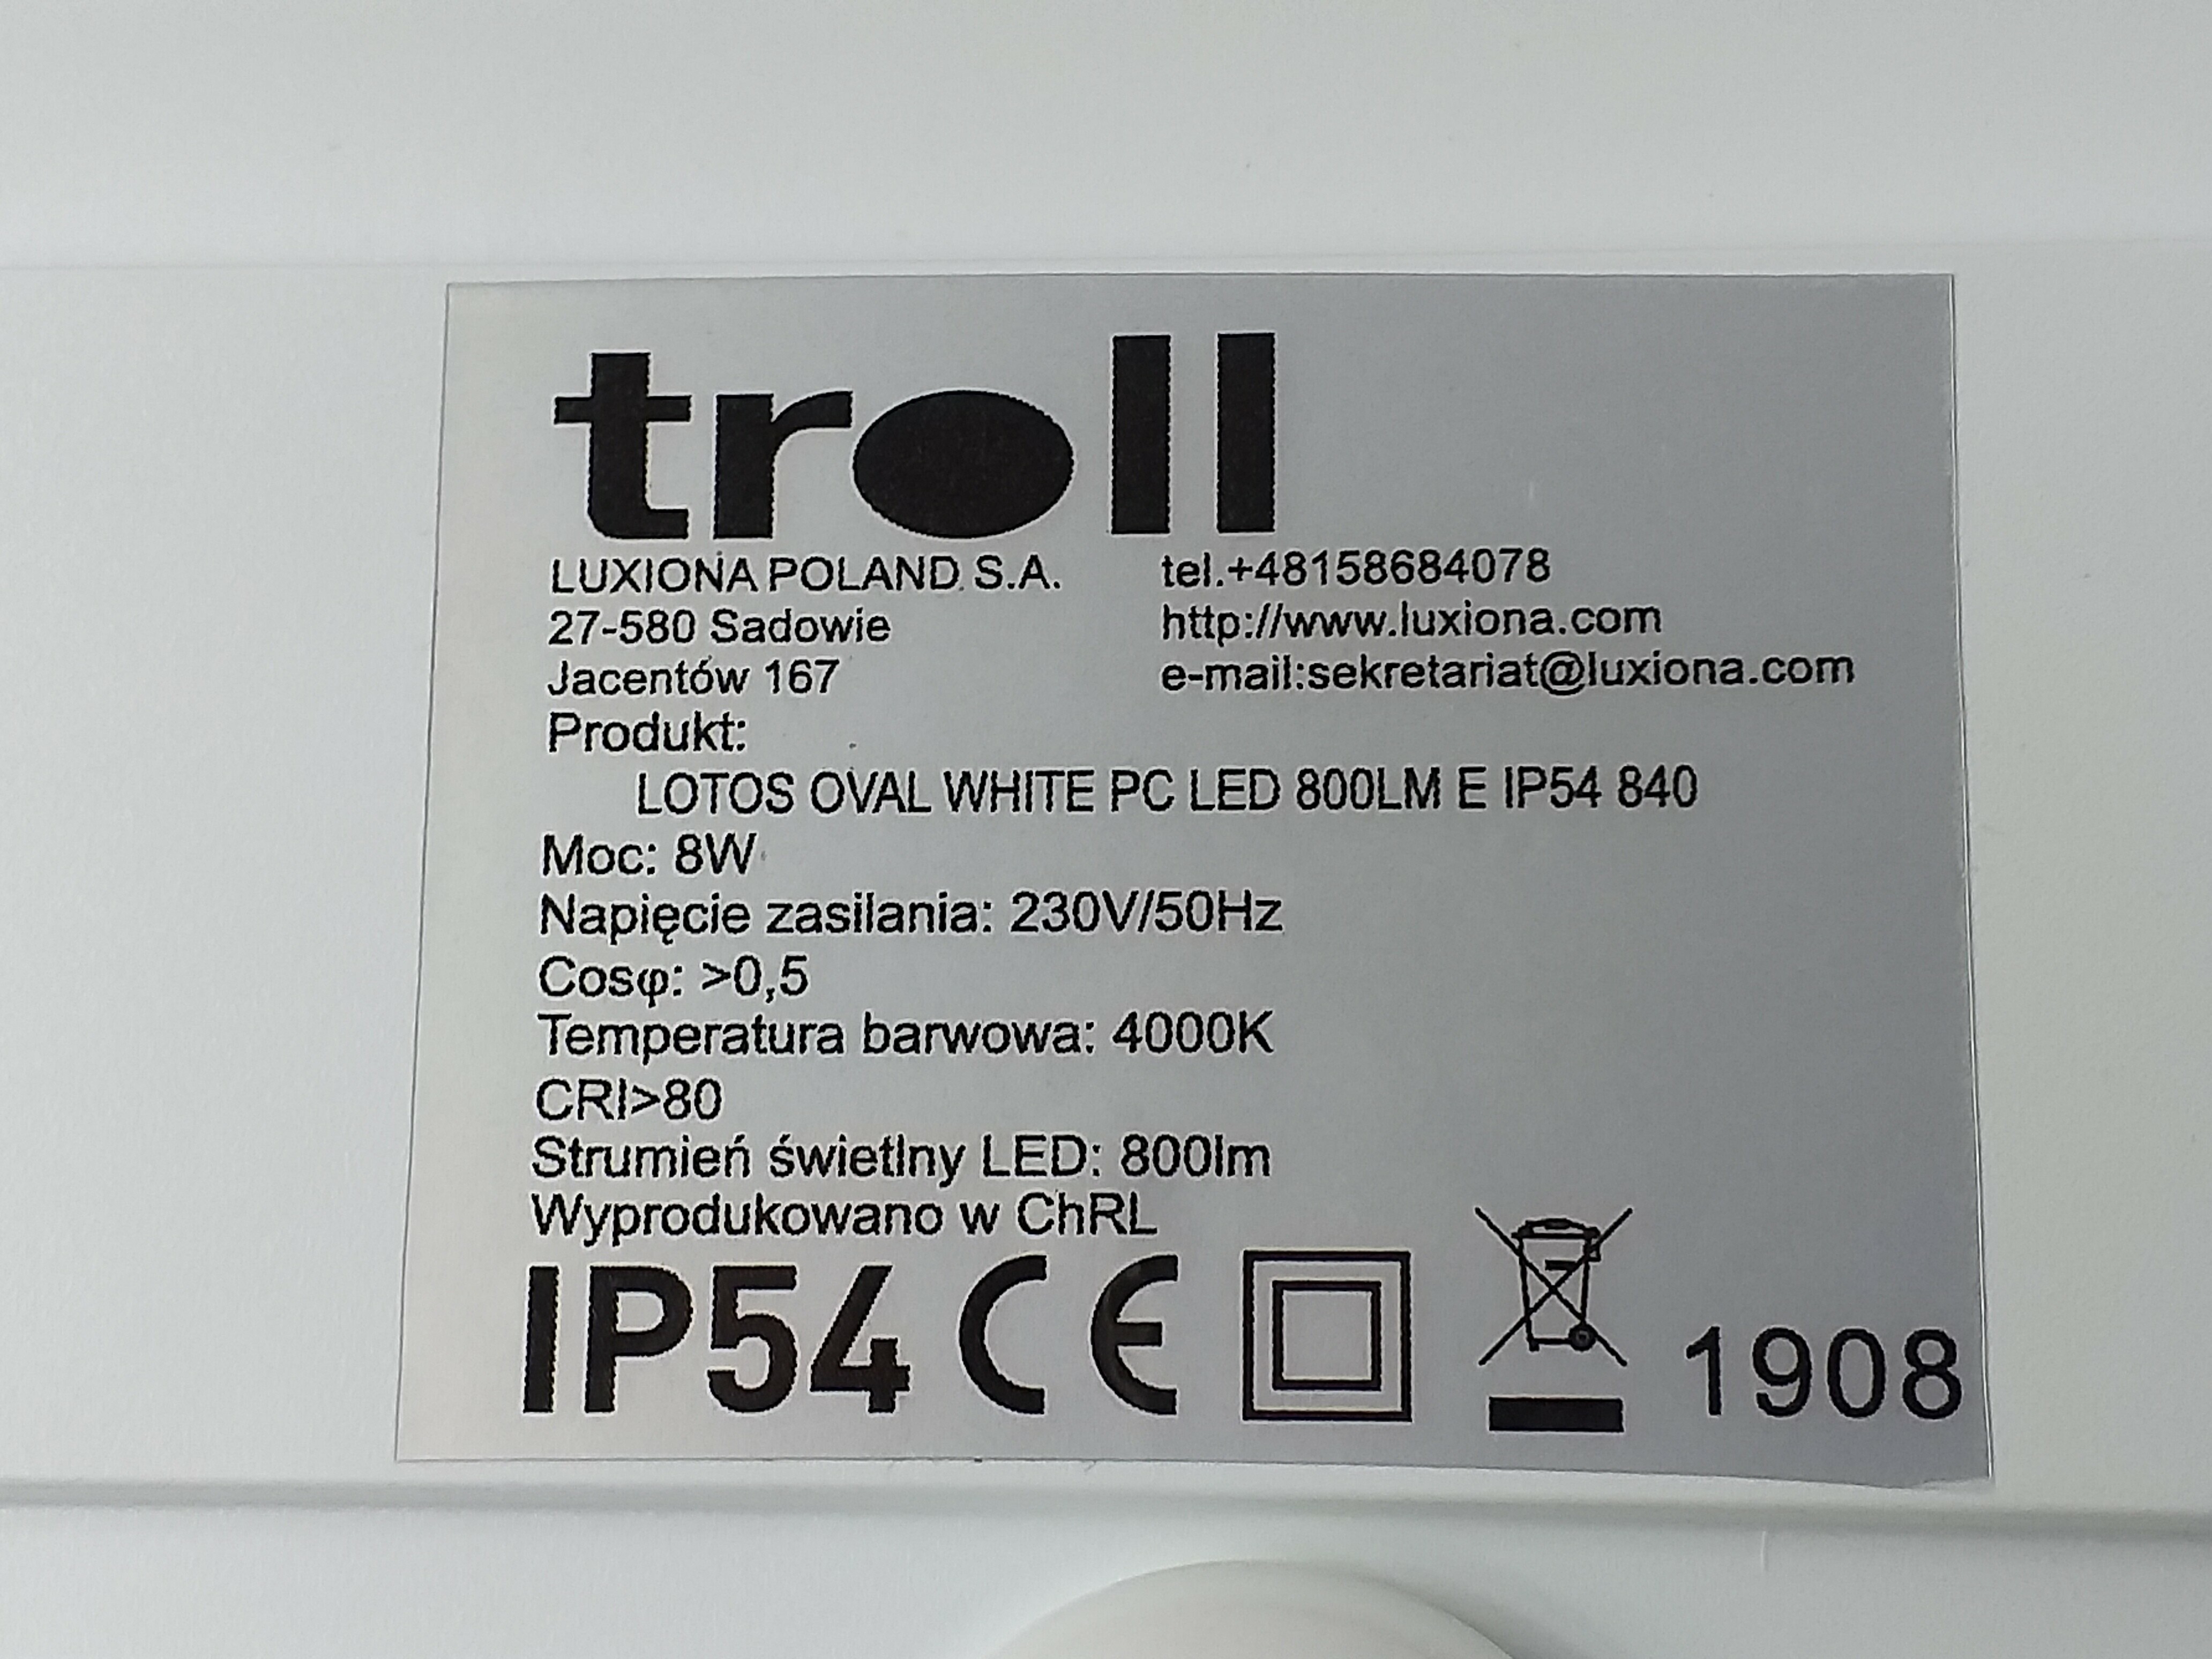 troll
LUXIONA POLAND S.A.
27-580 Sadowie
Jacentów 167
tel.+48158684078
http://www.luxiona.com
e-mail:sekretariat@luxiona.com
Produkt:
LOTOS OVAL WHITE PC LED 800LM E IP54 840
Moc: 8W
Napięcie zasilania: 230V/50Hz
Cosφ: >0,5
Temperatura barwowa: 4000K
CRI>80
Strumień świetlny LED: 800lm
Wyprodukowano w ChRL
IP54 CE 1908